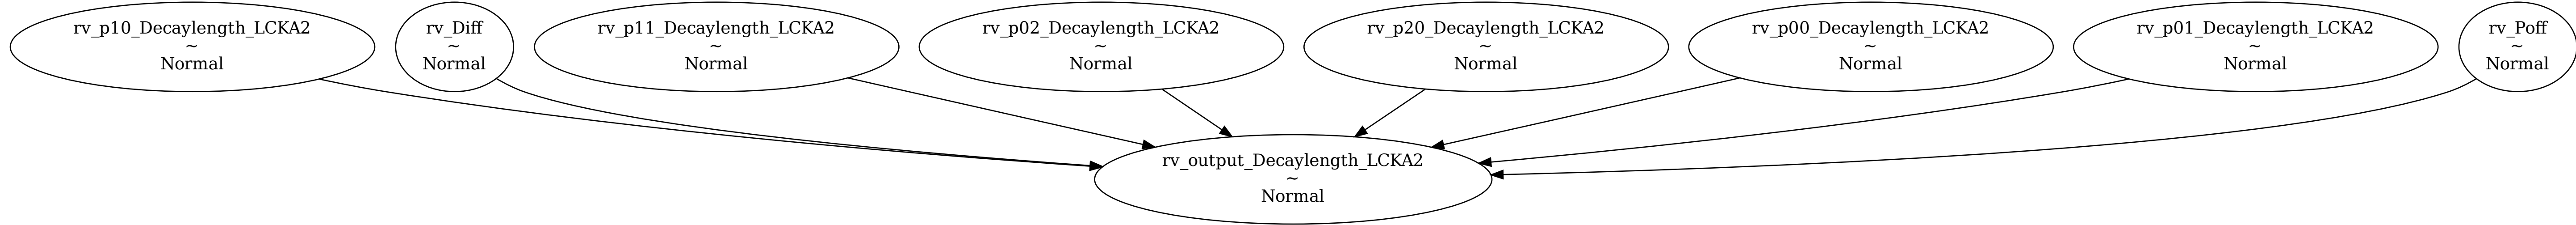 rv_p10_Decaylength_LCKA2
~
Normal
rv_Diff
~
Normal
rv_p11_Decaylength_LCKA2
~
Normal
rv_p02_Decaylength_LCKA2
~
Normal
rv_p20_Decaylength_LCKA2
~
Normal
rv_p00_Decaylength_LCKA2
~
Normal
rv_p01_Decaylength_LCKA2
~
Normal
rv_Poff
~
Normal
rv_output_Decaylength_LCKA2
~
Normal